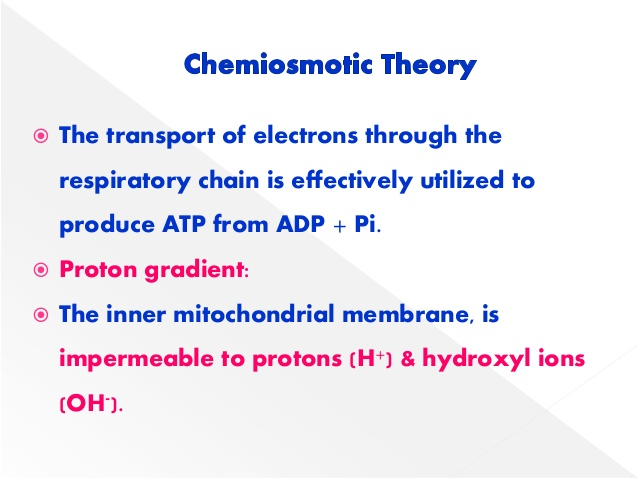 Chemiosmotic Theory
The transport of electrons through the
respiratory chain is effectively utilized to
produce ATP from ADP + Pi.
Proton gradient:
The inner mitochondrial membrane, is
impermeable to protons (H⁺) & hydroxyl ions
(OH⁻).